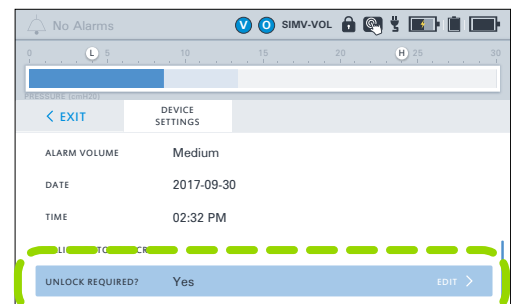 No Alarms V O SIMV-VOL
0 L 5 10 15 20 H 25 30
PRESSURE (cmH20)
< EXIT DEVICE
SETTINGS
ALARM VOLUME Medium
DATE 2017-09-30
TIME 02:32 PM
UNLOCK REQUIRED? Yes EDIT >